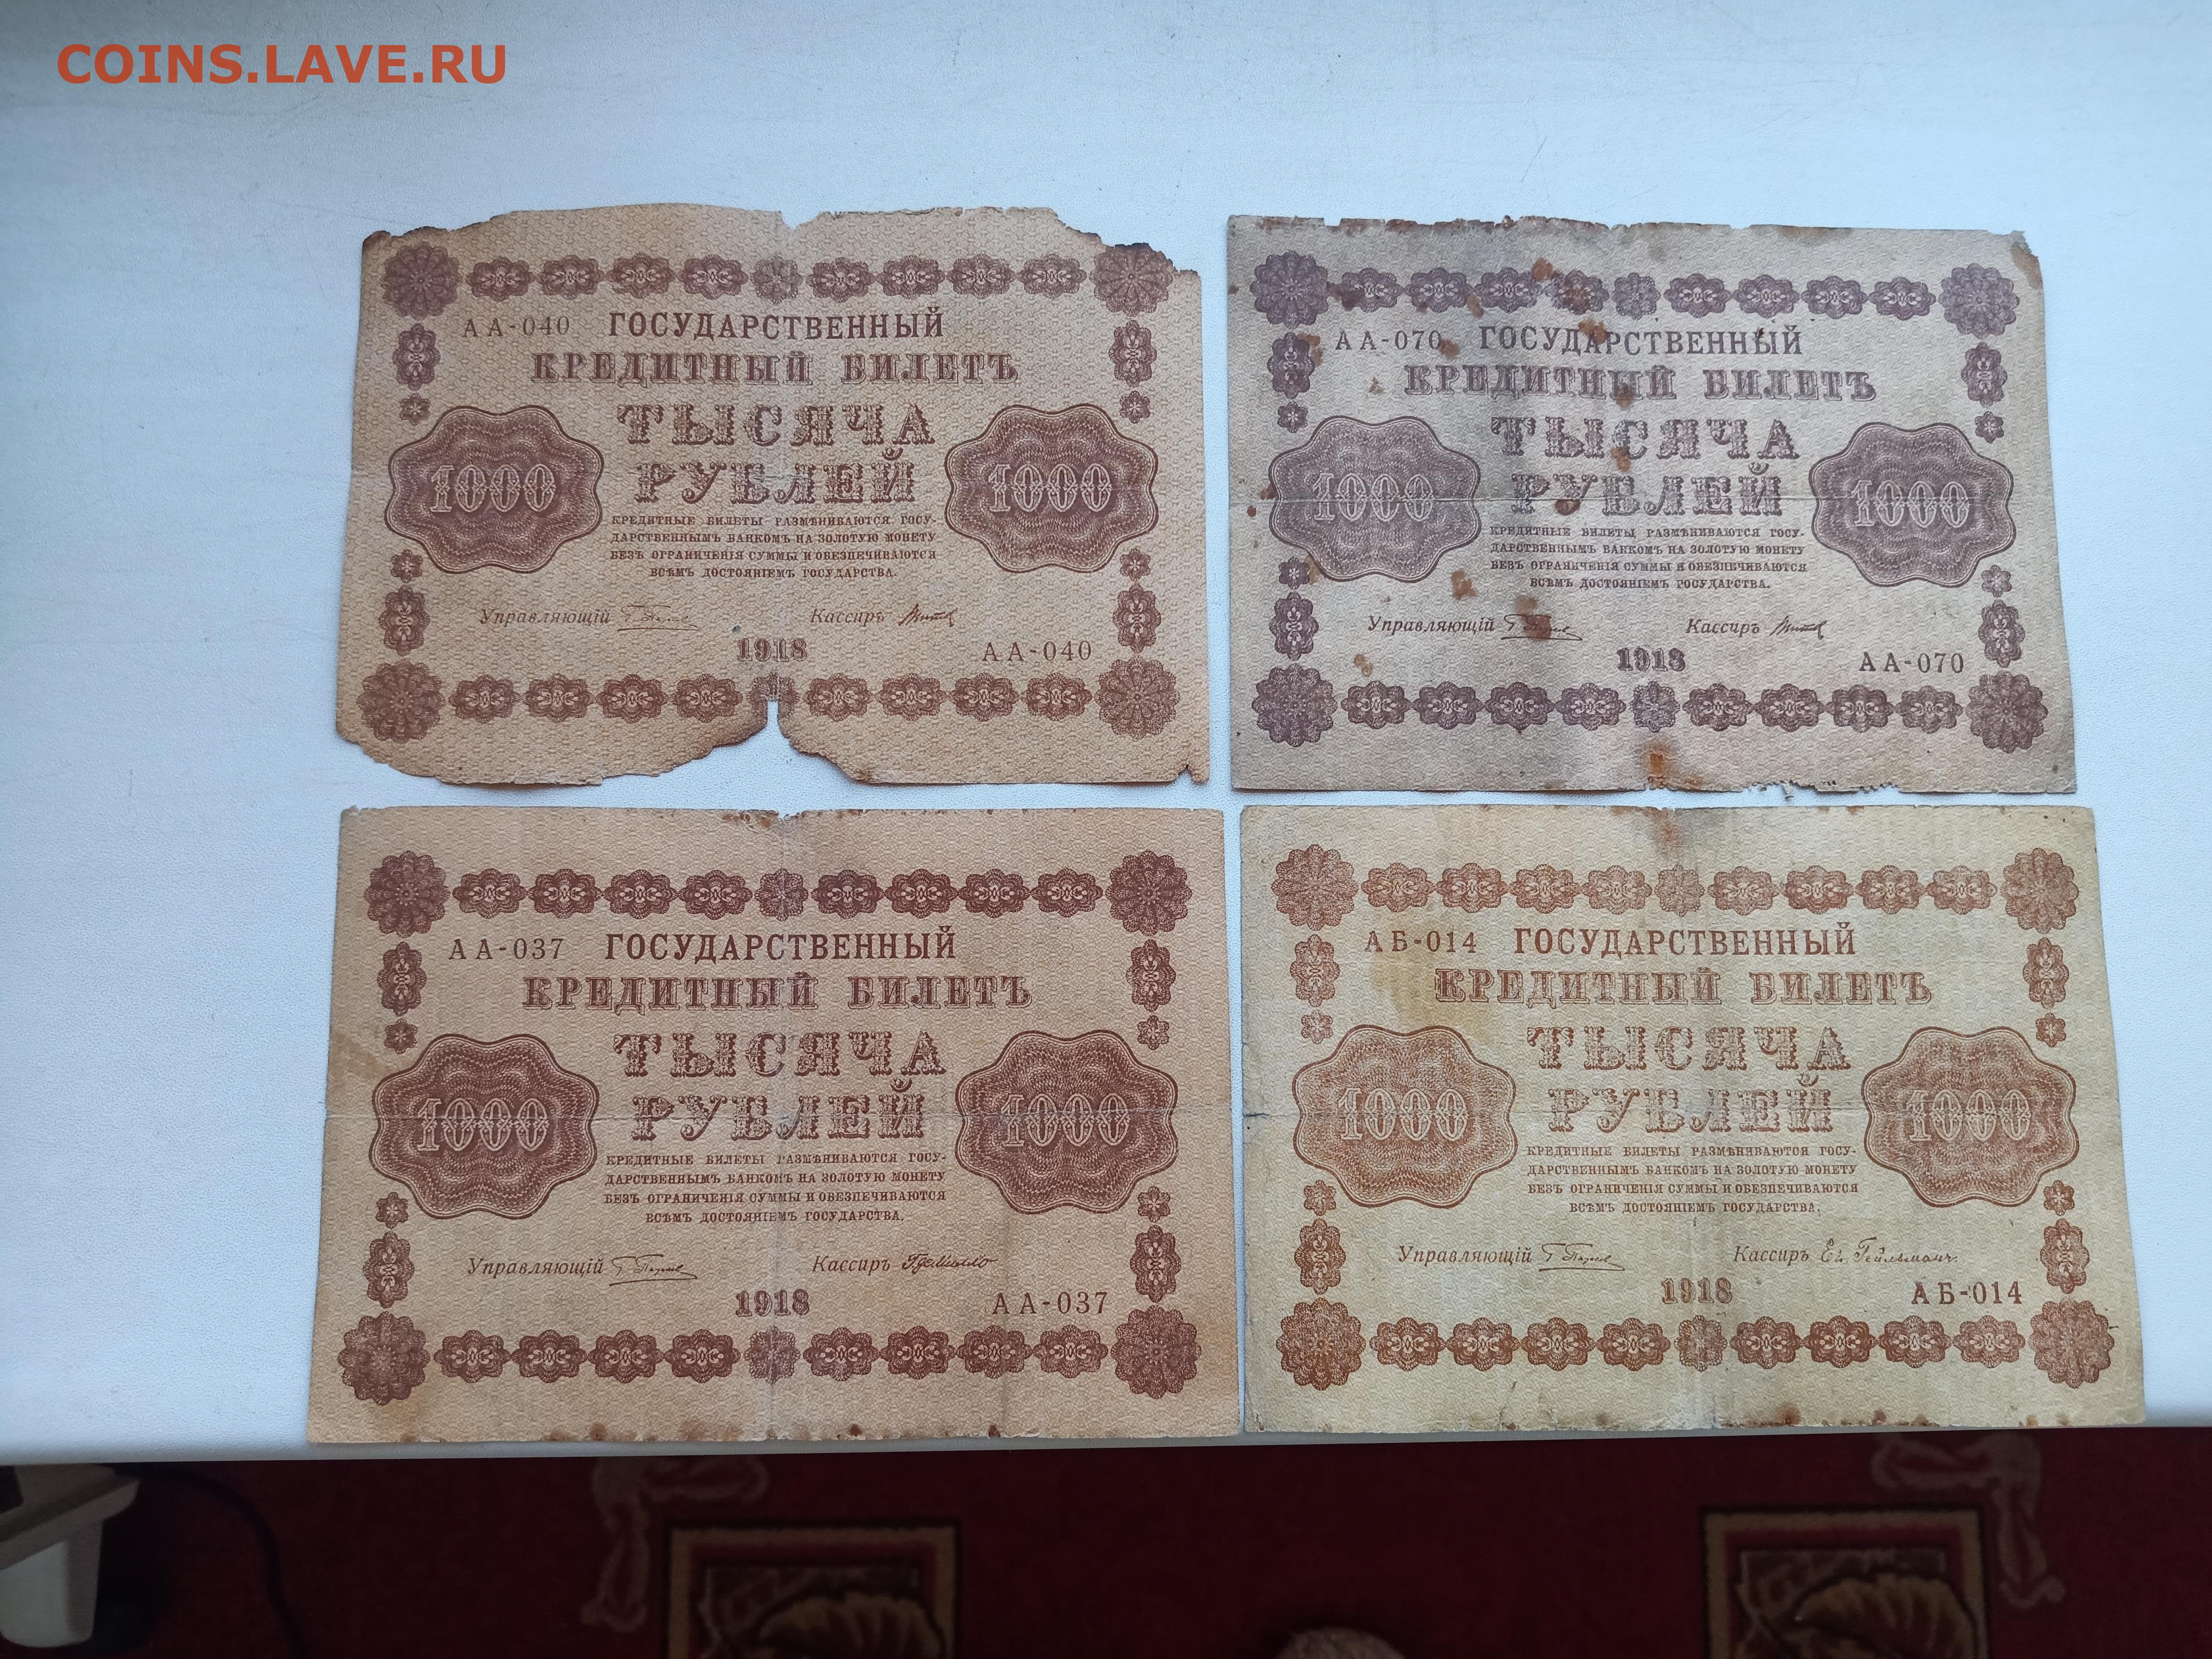 COINS.LAVE.RU
АА-040 ГОСУДАРСТВЕННЫЙ
КРЕДИТНЫЙ БИЛЕТЪ
ТЫСЯЧА
РУБЛЕЙ
1000 1000
КРЕДИТНЫЕ БИЛЕТЫ РАЗМѢНИВАЮТСЯ ГОСУ-
ДАРСТВЕННЫМЪ БАНКОМЪ НА ЗОЛОТУЮ МОНЕТУ
БЕЗЪ ОГРАНИЧЕНІЯ СУММЫ И ОБЕЗПЕЧИВАЮТСЯ
ВСѢМЪ ДОСТОЯНІЕМЪ ГОСУДАРСТВА.
Управляющій Кассиръ
1918
АА-040
АА-070 ГОСУДАРСТВЕННЫЙ
КРЕДИТНЫЙ БИЛЕТЪ
ТЫСЯЧА
РУБЛЕЙ
1000 1000
КРЕДИТНЫЕ БИЛЕТЫ РАЗМѢНИВАЮТСЯ ГОСУ-
ДАРСТВЕННЫМЪ БАНКОМЪ НА ЗОЛОТУЮ МОНЕТУ
БЕЗЪ ОГРАНИЧЕНІЯ СУММЫ И ОБЕЗПЕЧИВАЮТСЯ
ВСѢМЪ ДОСТОЯНІЕМЪ ГОСУДАРСТВА.
Управляющій Кассиръ
1918
АА-070
АА-037 ГОСУДАРСТВЕННЫЙ
КРЕДИТНЫЙ БИЛЕТЪ
ТЫСЯЧА
РУБЛЕЙ
1000 1000
КРЕДИТНЫЕ БИЛЕТЫ РАЗМѢНИВАЮТСЯ ГОСУ-
ДАРСТВЕННЫМЪ БАНКОМЪ НА ЗОЛОТУЮ МОНЕТУ
БЕЗЪ ОГРАНИЧЕНІЯ СУММЫ И ОБЕЗПЕЧИВАЮТСЯ
ВСѢМЪ ДОСТОЯНІЕМЪ ГОСУДАРСТВА.
Управляющій Кассиръ
1918
АА-037
АБ-014 ГОСУДАРСТВЕННЫЙ
КРЕДИТНЫЙ БИЛЕТЪ
ТЫСЯЧА
РУБЛЕЙ
1000 1000
КРЕДИТНЫЕ БИЛЕТЫ РАЗМѢНИВАЮТСЯ ГОСУ-
ДАРСТВЕННЫМЪ БАНКОМЪ НА ЗОЛОТУЮ МОНЕТУ
БЕЗЪ ОГРАНИЧЕНІЯ СУММЫ И ОБЕЗПЕЧИВАЮТСЯ
ВСѢМЪ ДОСТОЯНІЕМЪ ГОСУДАРСТВА.
Управляющій Кассиръ
1918
АБ-014